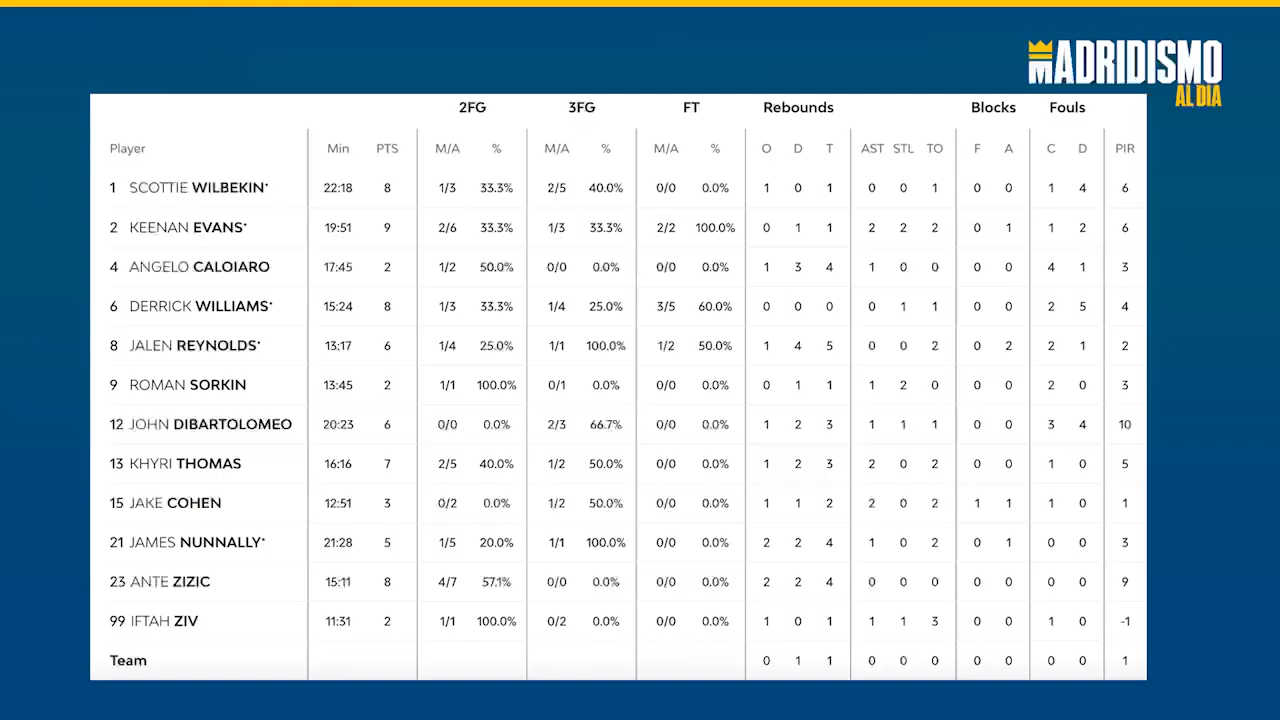 MADRIDISMO
AL DIA
2FG 3FG FT Rebounds Blocks Fouls
Player Min PTS M/A % M/A % M/A % O D T AST STL TO F A C D PIR
1 SCOTTIE WILBEKIN* 22:18 8 1/3 33.3% 2/5 40.0% 0/0 0.0% 1 0 1 0 0 1 0 0 1 4 6
2 KEENAN EVANS* 19:51 9 2/6 33.3% 1/3 33.3% 2/2 100.0% 0 1 1 2 2 2 0 1 1 2 6
4 ANGELO CALOIARO 17:45 2 1/2 50.0% 0/0 0.0% 0/0 0.0% 1 3 4 1 0 0 0 0 4 1 3
6 DERRICK WILLIAMS* 15:24 8 1/3 33.3% 1/4 25.0% 3/5 60.0% 0 0 0 0 1 1 0 0 2 5 4
8 JALEN REYNOLDS* 13:17 6 1/4 25.0% 1/1 100.0% 1/2 50.0% 1 4 5 0 0 2 0 2 2 1 2
9 ROMAN SORKIN 13:45 2 1/1 100.0% 0/1 0.0% 0/0 0.0% 0 1 1 1 2 0 0 0 2 0 3
12 JOHN DIBARTOLOMEO 20:23 6 0/0 0.0% 2/3 66.7% 0/0 0.0% 1 2 3 1 1 1 0 0 3 4 10
13 KHYRI THOMAS 16:16 7 2/5 40.0% 1/2 50.0% 0/0 0.0% 1 2 3 2 0 2 0 0 1 0 5
15 JAKE COHEN 12:51 3 0/2 0.0% 1/2 50.0% 0/0 0.0% 1 1 2 2 0 2 1 1 1 0 1
21 JAMES NUNNALLY* 21:28 5 1/5 20.0% 1/1 100.0% 0/0 0.0% 2 2 4 1 0 2 0 1 0 0 3
23 ANTE ZIZIC 15:11 8 4/7 57.1% 0/0 0.0% 0/0 0.0% 2 2 4 0 0 0 0 0 0 0 9
99 IFTAH ZIV 11:31 2 1/1 100.0% 0/2 0.0% 0/0 0.0% 1 0 1 1 1 3 0 0 1 0 -1
Team 0 1 1 0 0 0 0 0 0 0 1